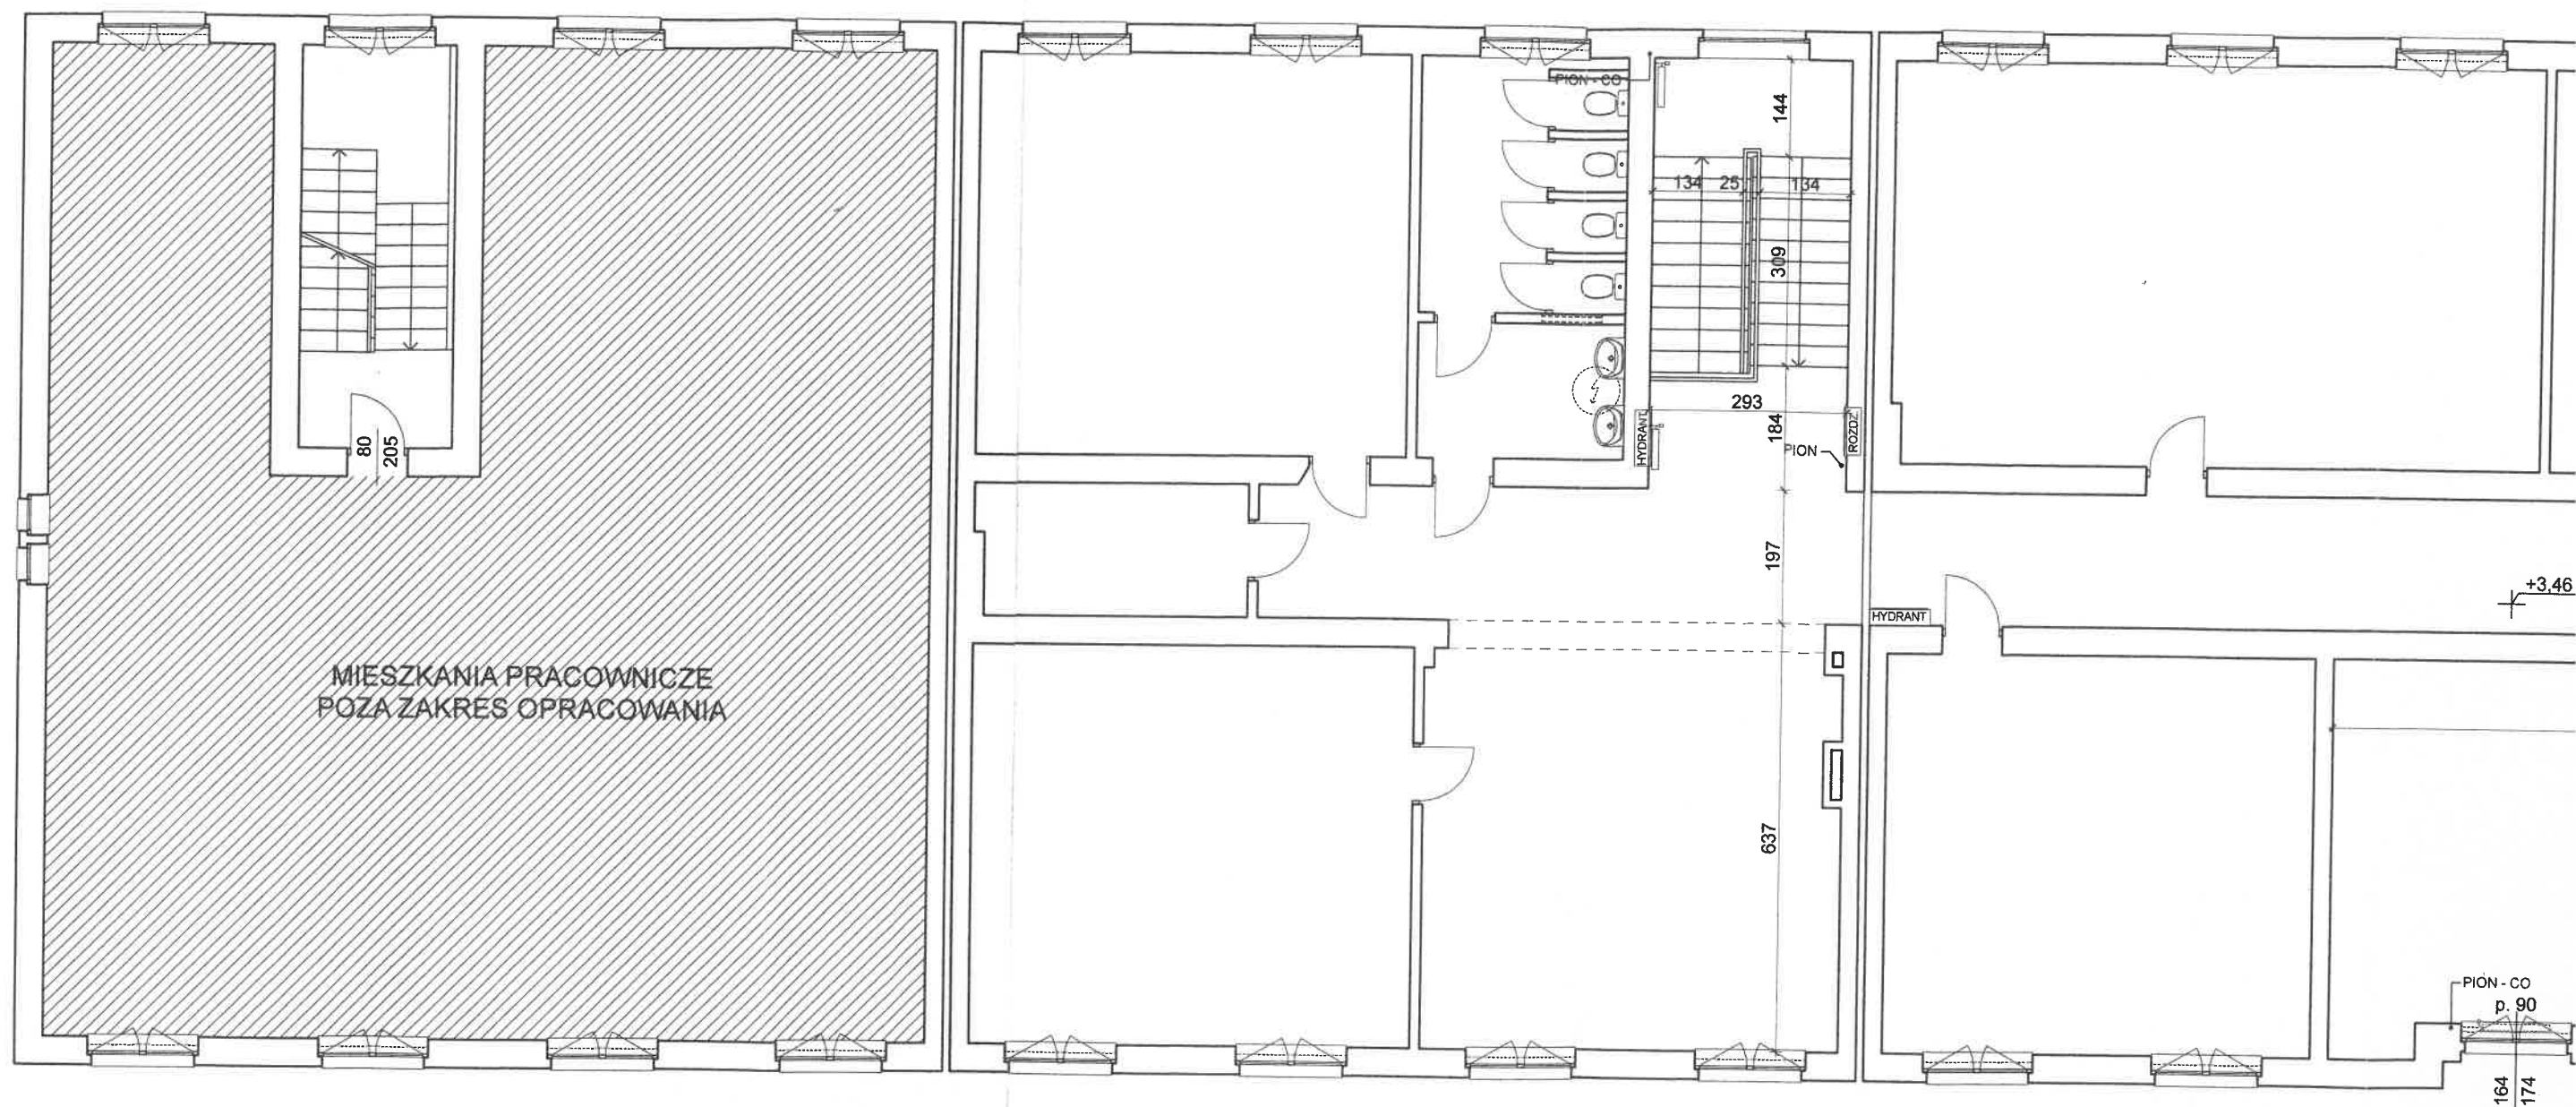 PION - CO
144
134
25
134
309
293
184
HYDRANT
ROZDZ
PION
80
205
197
+3,46
HYDRANT
MIESZKANIA PRACOWNICZE
POZA ZAKRES OPRACOWANIA
637
PION - CO
p. 90
164
174